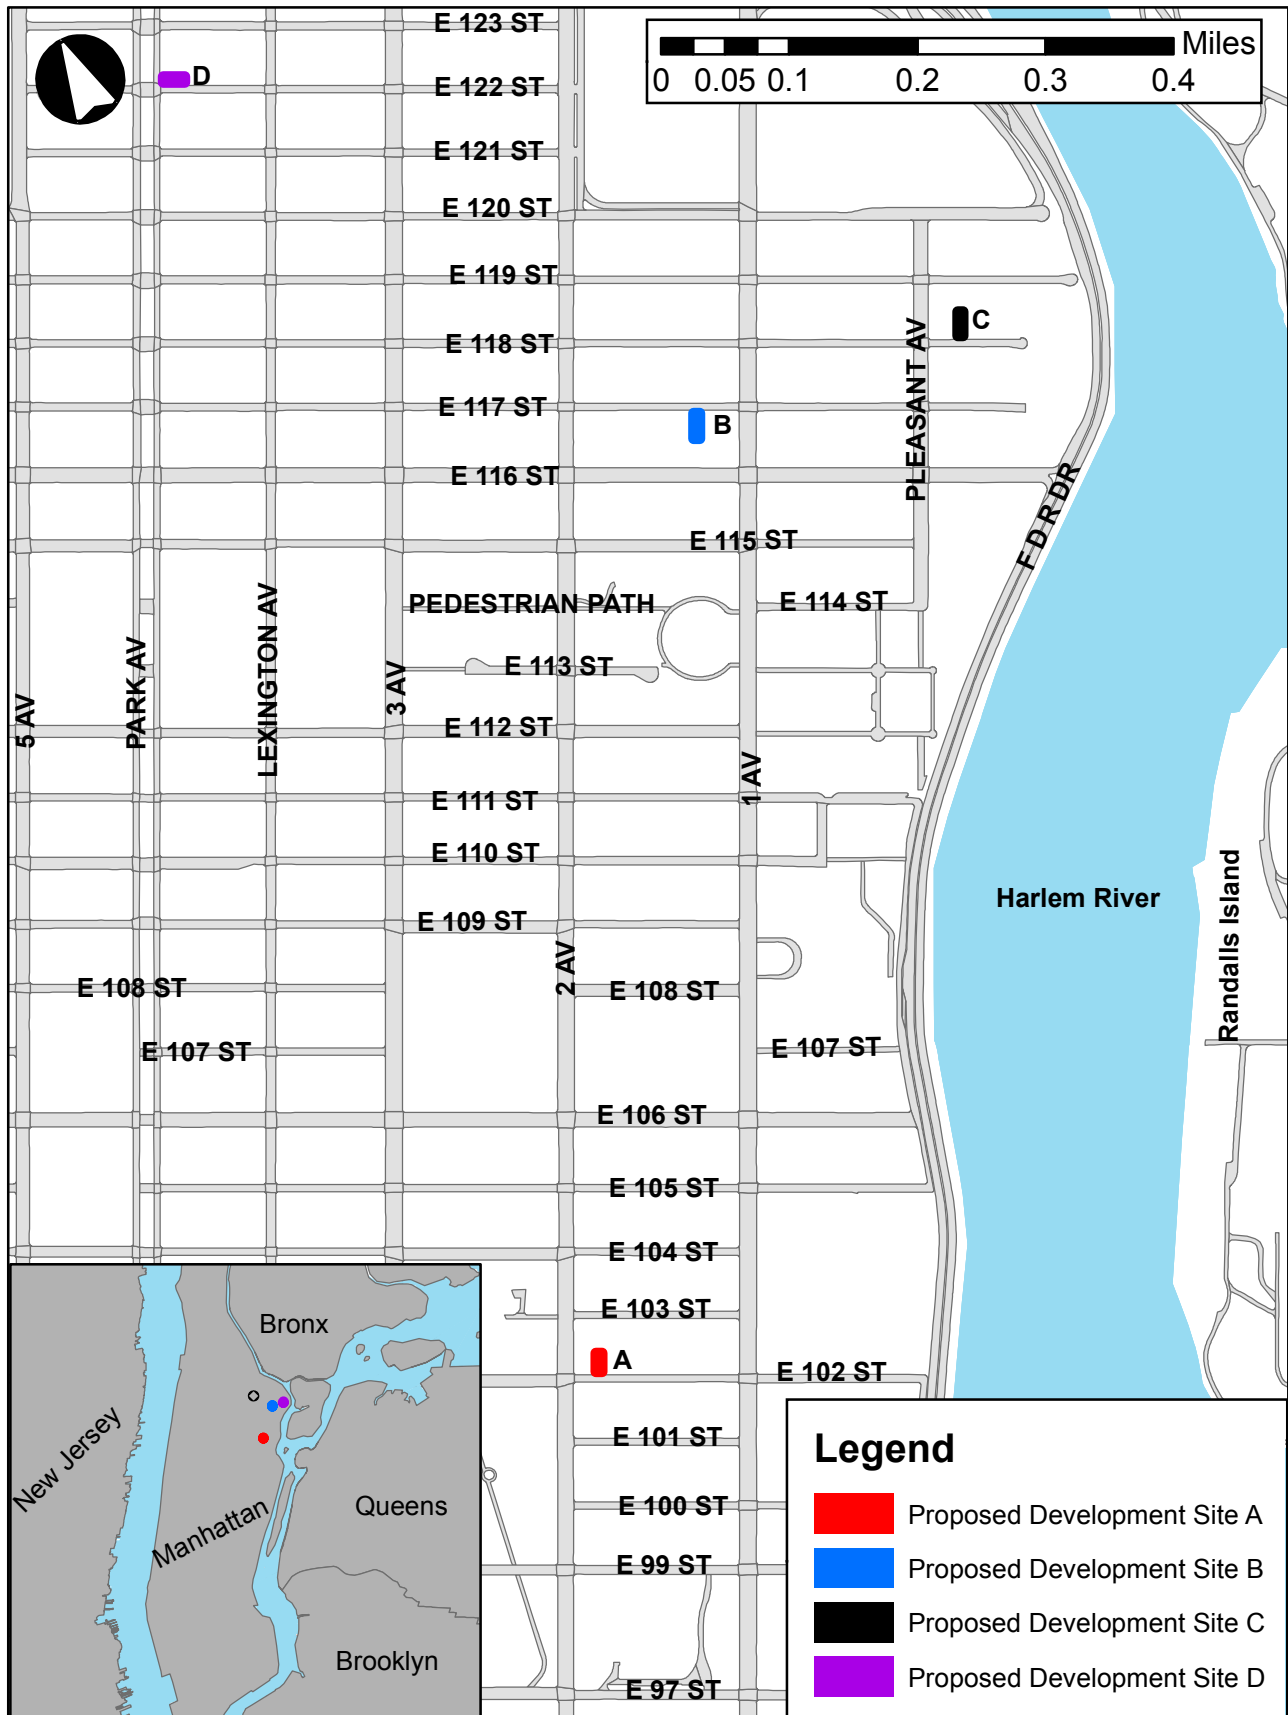 E 123 ST
Miles
0 0.05 0.1 0.2 0.3 0.4
D
E 122 ST
E 121 ST
E 120 ST
E 119 ST
C
E 118 ST
PLEASANT AV
E 117 ST
B
E 116 ST
F D R DR
E 115 ST
PEDESTRIAN PATH
E 114 ST
E 113 ST
5 AV
PARK AV
LEXINGTON AV
3 AV
E 112 ST
1 AV
E 111 ST
E 110 ST
Harlem River
Randalls Island
E 109 ST
2 AV
E 108 ST
E 108 ST
E 107 ST
E 107 ST
E 106 ST
E 105 ST
E 104 ST
E 103 ST
A
E 102 ST
E 101 ST
E 100 ST
E 99 ST
E 97 ST
Bronx
New Jersey
Manhattan
Queens
Brooklyn
Legend
Proposed Development Site A
Proposed Development Site B
Proposed Development Site C
Proposed Development Site D